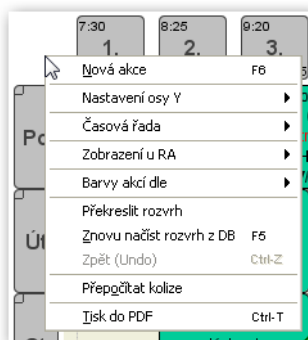 7:30 8:25 9:20
1. 2. 3.
Nová akce F6
Nastavení osy Y
Časová řada
Zobrazení u RA
Barvy akcí dle
Překreslit rozvrh
Znovu načíst rozvrh z DB F5
Zpět (Undo) Ctrl-Z
Přepočítat kolize
Tisk do PDF Ctrl-T
Po
Út